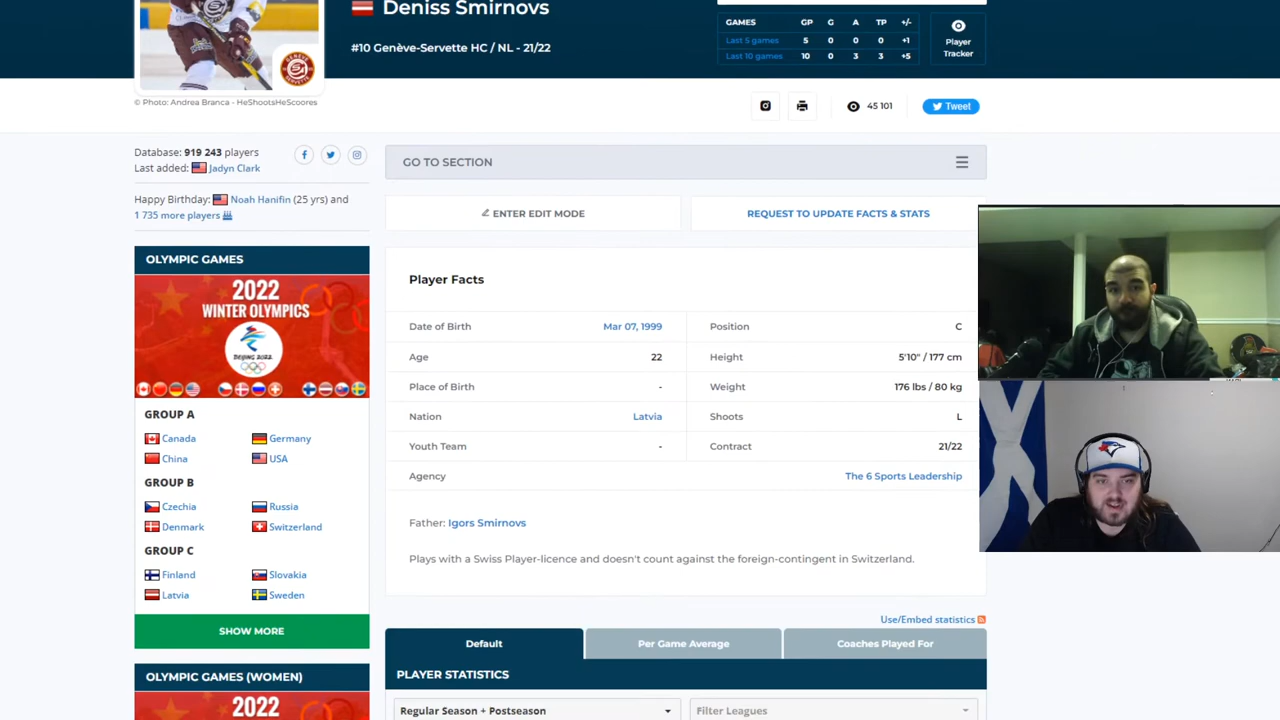 Deniss Smirnovs
#10 Genève-Servette HC / NL - 21/22
GAMES GP G A TP +/-
Last 5 games 5 0 0 0 +1
Last 10 games 10 0 3 3 +5
Player
Tracker
© Photo: Andrea Branca - HeShootsHeScoores
45 101
Tweet
Database: 919 243 players
Last added: Jadyn Clark
Happy Birthday: Noah Hanifin (25 yrs) and
1 735 more players
GO TO SECTION
ENTER EDIT MODE
REQUEST TO UPDATE FACTS & STATS
OLYMPIC GAMES
2022
WINTER OLYMPICS
BEIJING 2022
GROUP A
Canada Germany
China USA
GROUP B
Czechia Russia
Denmark Switzerland
GROUP C
Finland Slovakia
Latvia Sweden
SHOW MORE
OLYMPIC GAMES (WOMEN)
2022
Player Facts
Date of Birth Mar 07, 1999 Position C
Age 22 Height 5'10" / 177 cm
Place of Birth - Weight 176 lbs / 80 kg
Nation Latvia Shoots L
Youth Team - Contract 21/22
Agency The 6 Sports Leadership
Father: Igors Smirnovs
Plays with a Swiss Player-licence and doesn't count against the foreign-contingent in Switzerland.
Use/Embed statistics
Default Per Game Average Coaches Played For
PLAYER STATISTICS
Regular Season + Postseason Filter Leagues